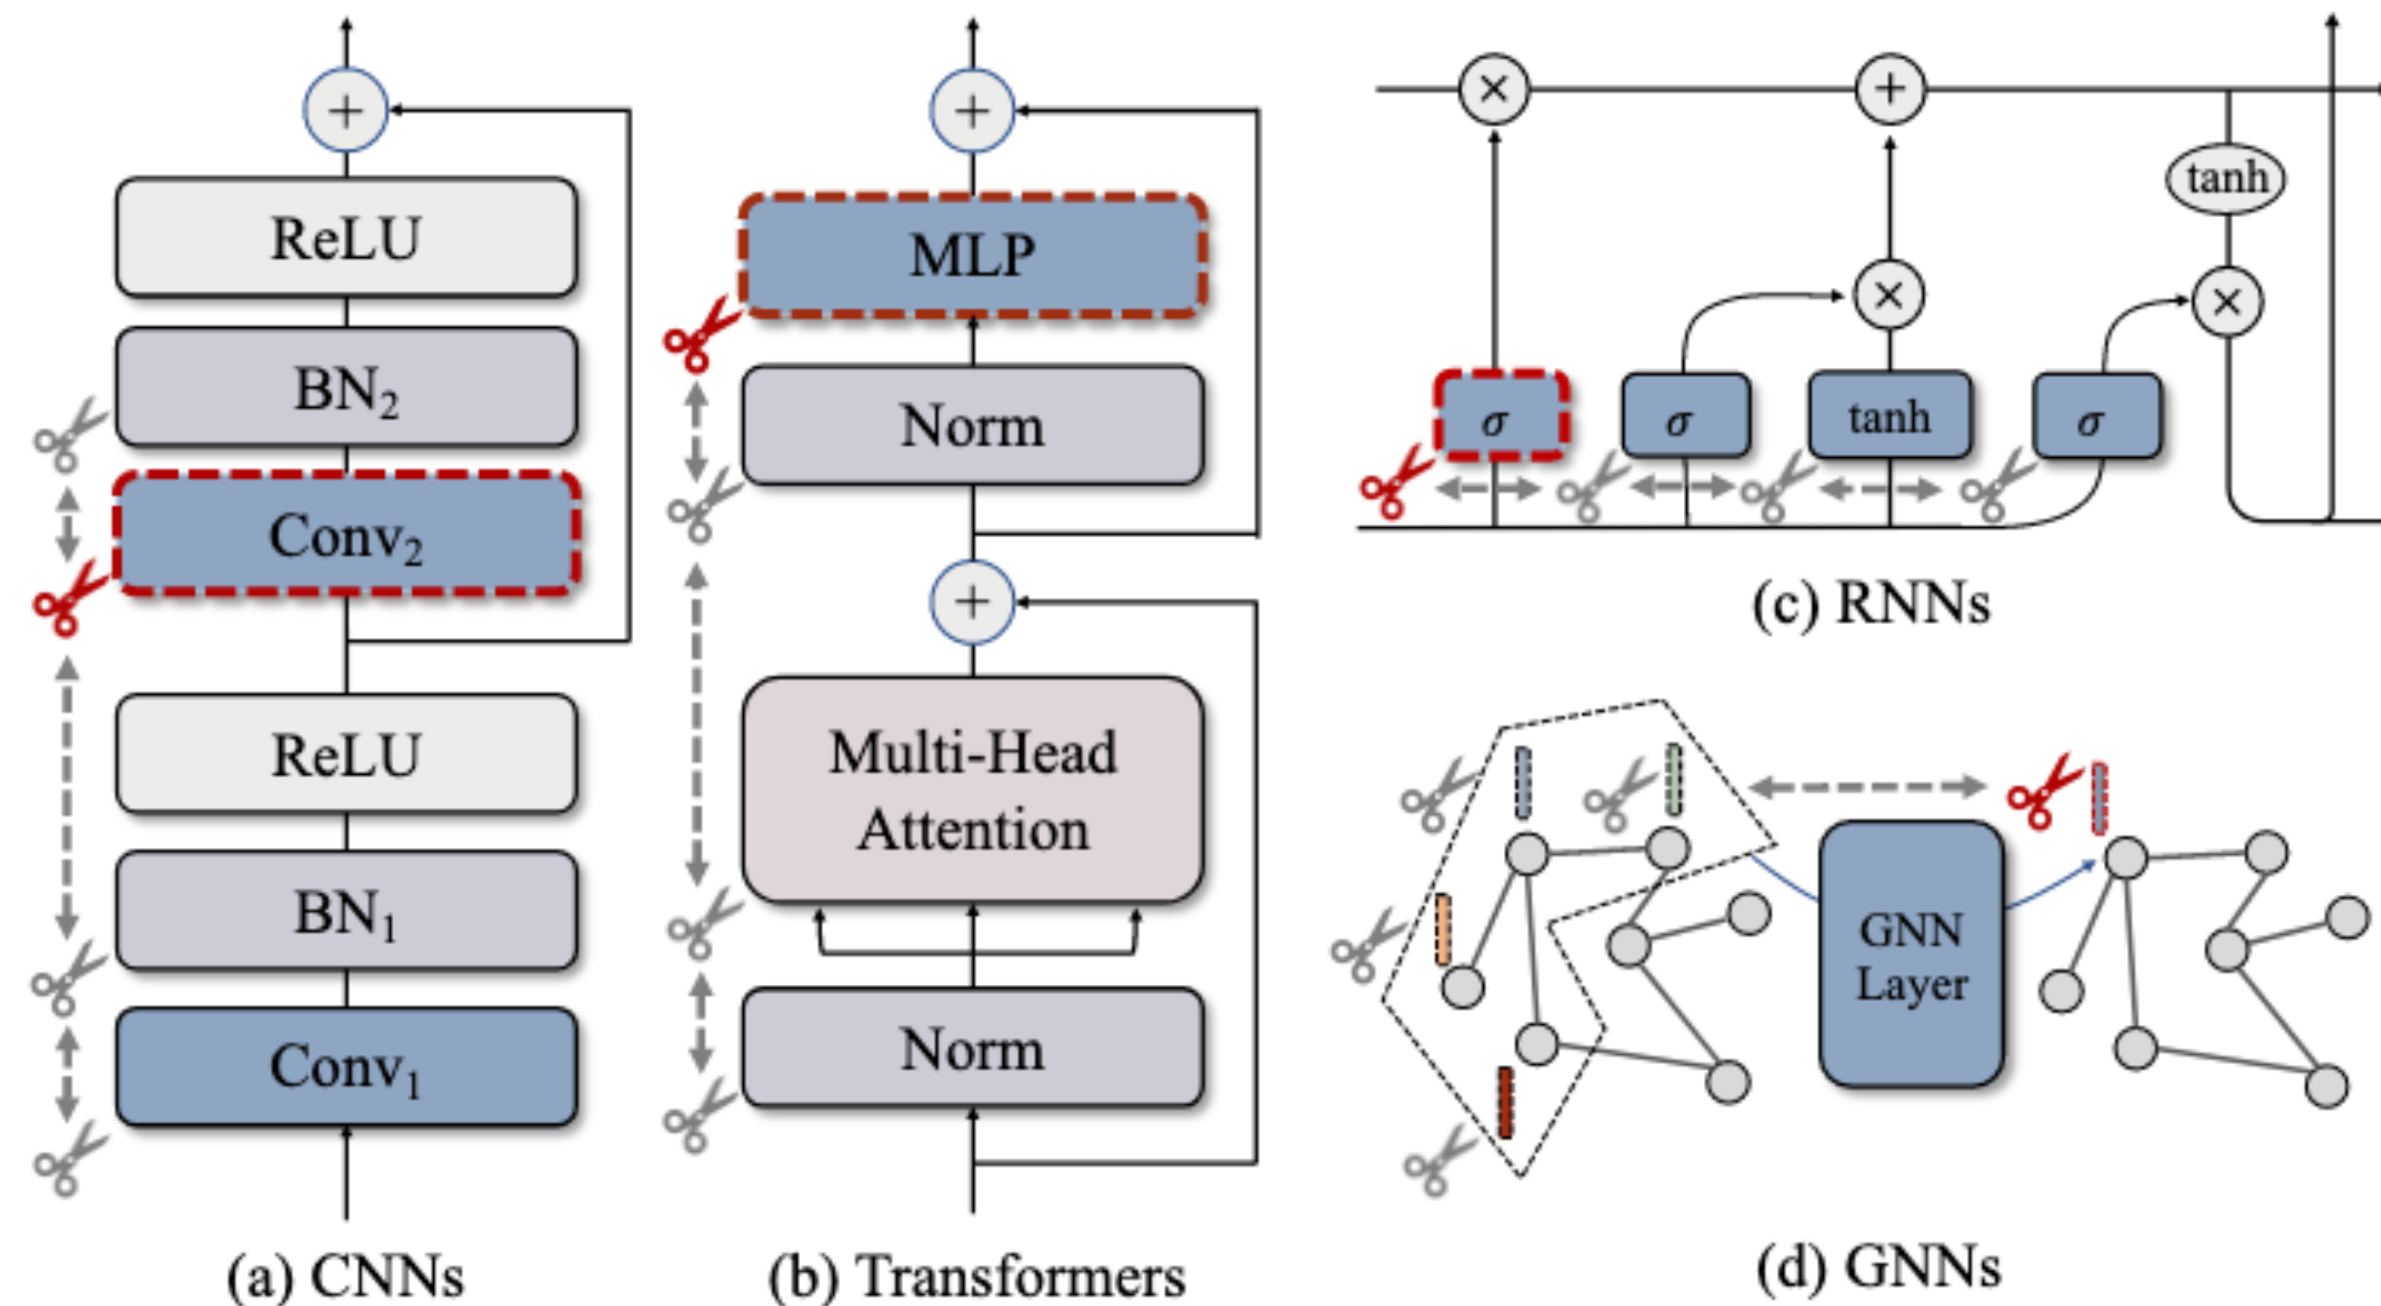 +
ReLU
BN₂
Conv₂
ReLU
BN₁
Conv₁
(a) CNNs
+
MLP
Norm
+
Multi-Head
Attention
Norm
(b) Transformers
× +
tanh
× ×
σ σ tanh σ
(c) RNNs
GNN
Layer
(d) GNNs